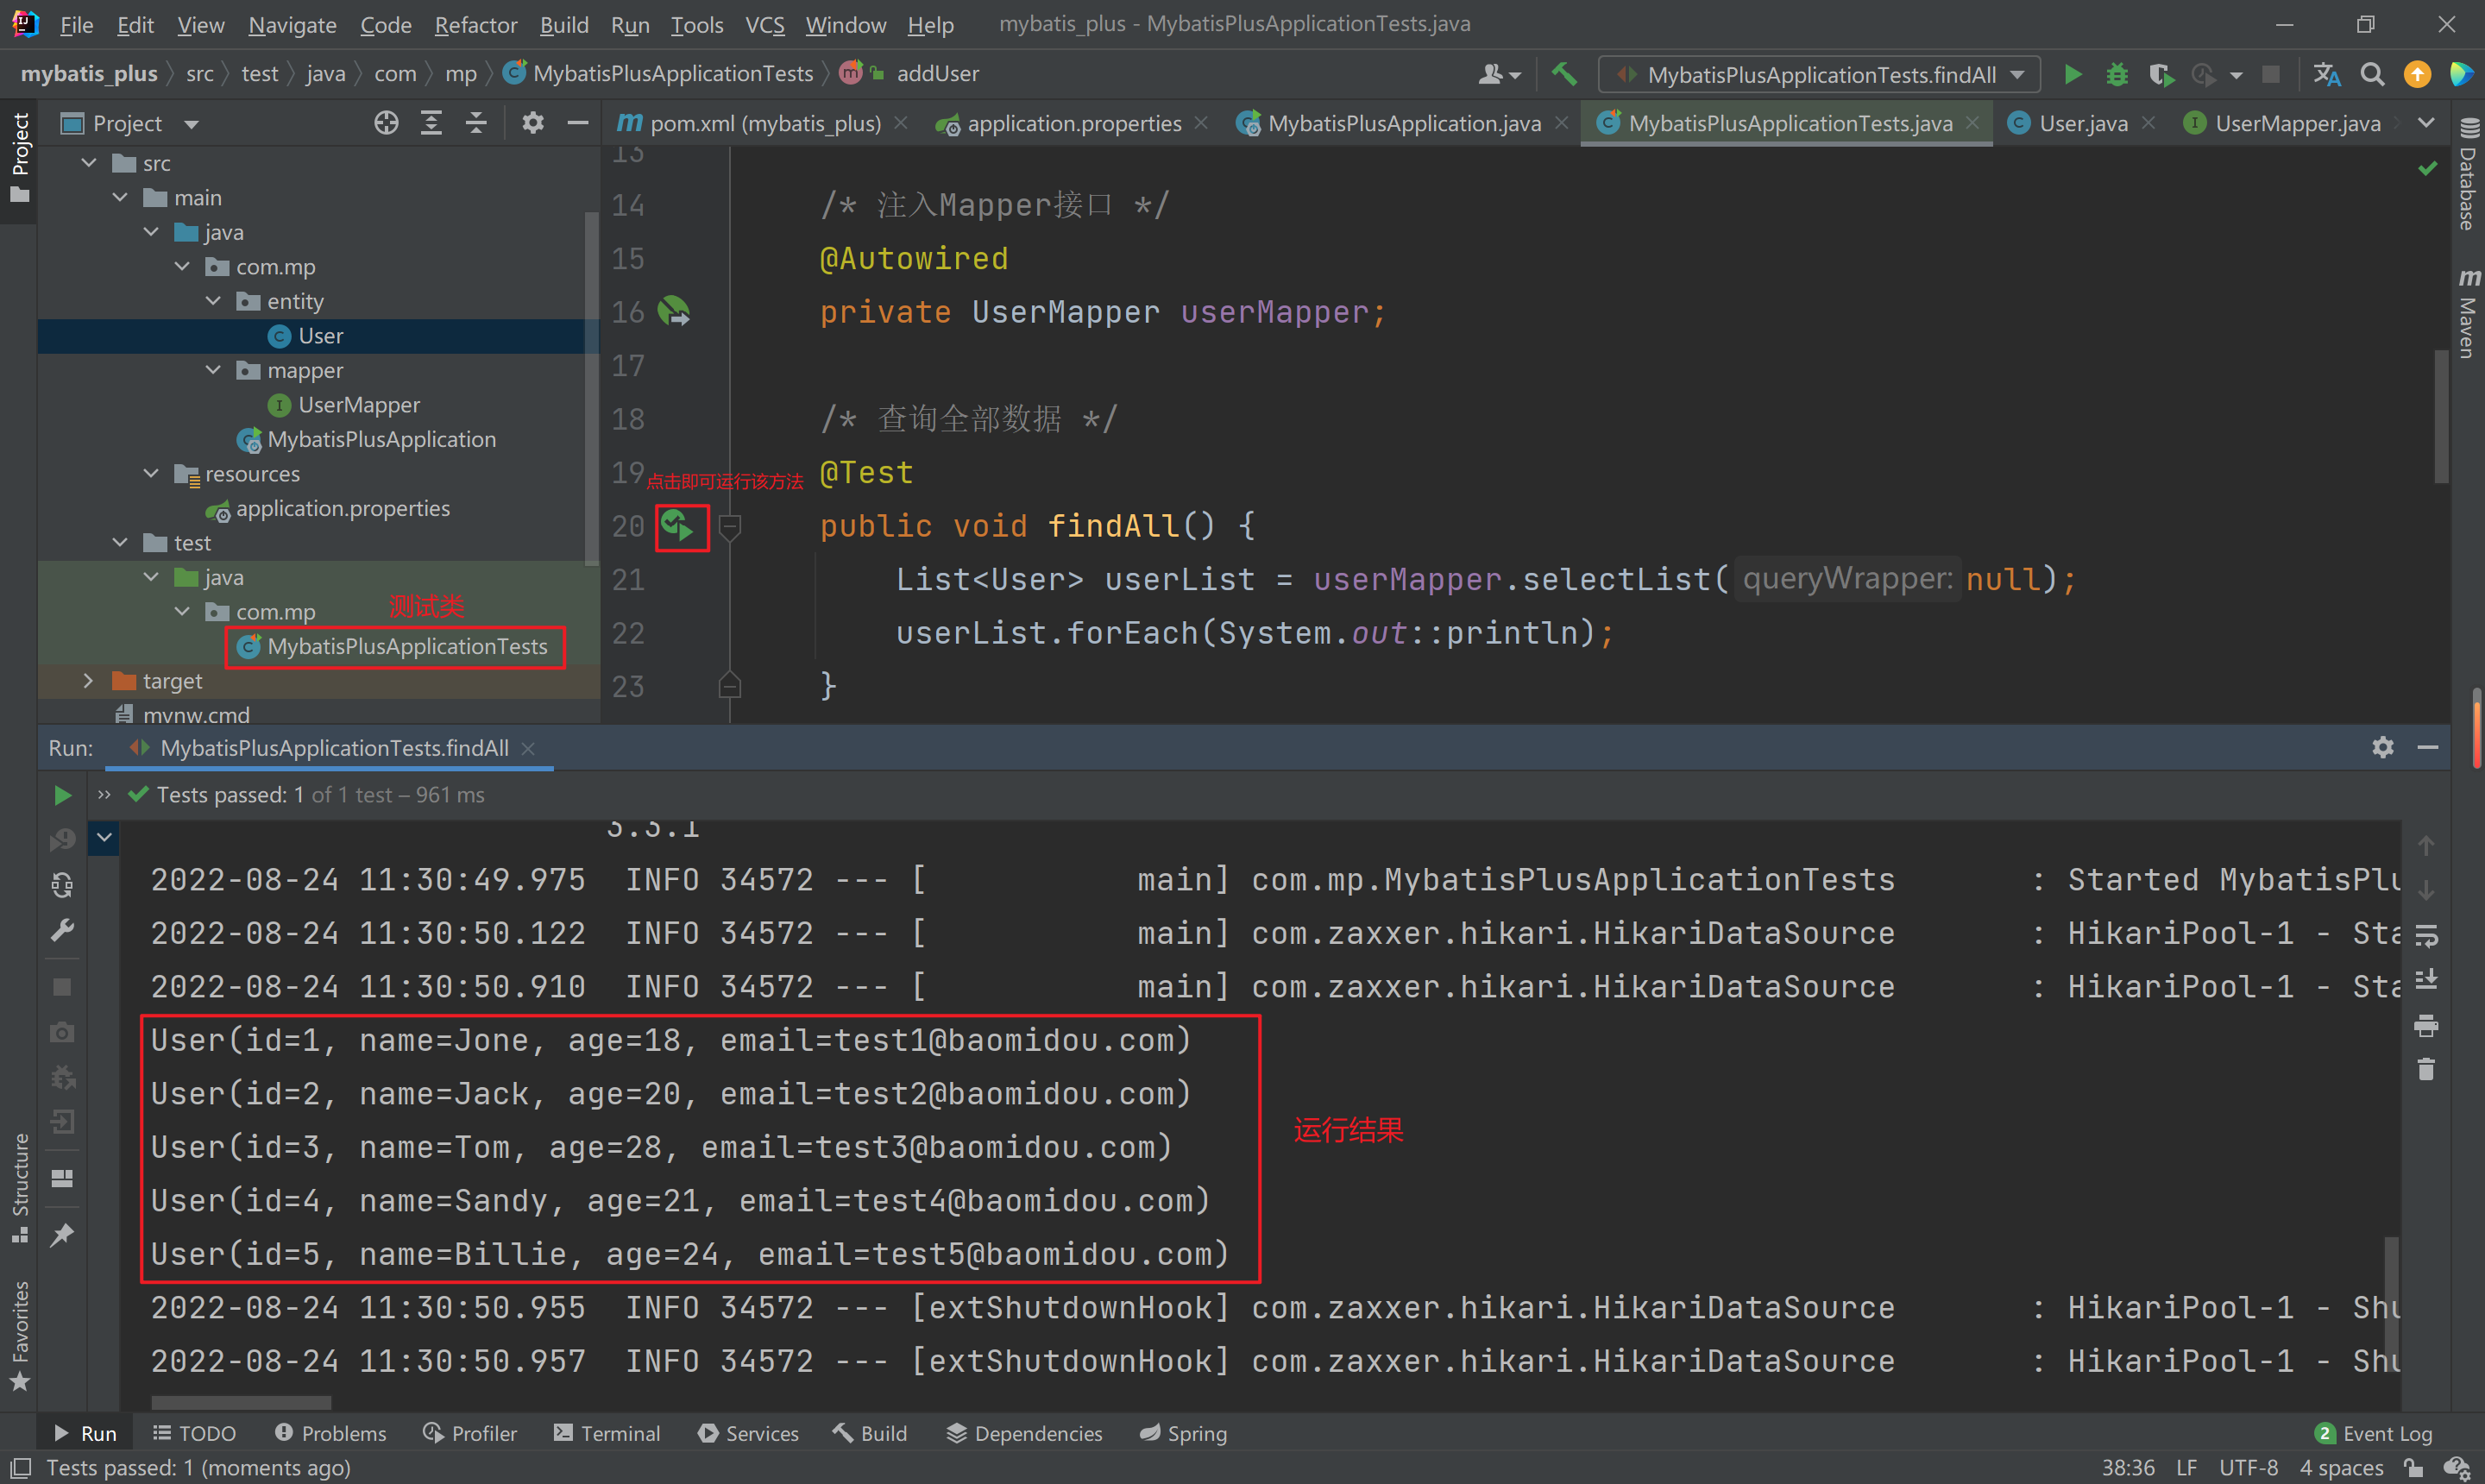 File Edit View Navigate Code Refactor Build Run Tools VCS Window Help mybatis_plus - MybatisPlusApplicationTests.java
mybatis_plus src test java com mp MybatisPlusApplicationTests addUser MybatisPlusApplicationTests.findAll
Project
Project
pom.xml (mybatis_plus) application.properties MybatisPlusApplication.java MybatisPlusApplicationTests.java User.java UserMapper.java
Database
Maven
src
main
java
com.mp
entity
User
mapper
UserMapper
MybatisPlusApplication
resources
application.properties
test
java
com.mp
测试类
MybatisPlusApplicationTests
target
mvnw.cmd
13
14 /* 注入Mapper接口 */
15 @Autowired
16 private UserMapper userMapper;
17
18 /* 查询全部数据 */
19 @Test
点击即可运行该方法
20 public void findAll() {
21 List<User> userList = userMapper.selectList( queryWrapper: null);
22 userList.forEach(System.out::println);
23 }
Run: MybatisPlusApplicationTests.findAll
Tests passed: 1 of 1 test – 961 ms
3.3.1
2022-08-24 11:30:49.975 INFO 34572 --- [ main] com.mp.MybatisPlusApplicationTests : Started MybatisPlu
2022-08-24 11:30:50.122 INFO 34572 --- [ main] com.zaxxer.hikari.HikariDataSource : HikariPool-1 - Sta
2022-08-24 11:30:50.910 INFO 34572 --- [ main] com.zaxxer.hikari.HikariDataSource : HikariPool-1 - Sta
User(id=1, name=Jone, age=18, email=test1@baomidou.com)
User(id=2, name=Jack, age=20, email=test2@baomidou.com)
User(id=3, name=Tom, age=28, email=test3@baomidou.com)
User(id=4, name=Sandy, age=21, email=test4@baomidou.com)
User(id=5, name=Billie, age=24, email=test5@baomidou.com)
运行结果
2022-08-24 11:30:50.955 INFO 34572 --- [extShutdownHook] com.zaxxer.hikari.HikariDataSource : HikariPool-1 - Shu
2022-08-24 11:30:50.957 INFO 34572 --- [extShutdownHook] com.zaxxer.hikari.HikariDataSource : HikariPool-1 - Shu
Structure
Favorites
Run TODO Problems Profiler Terminal Services Build Dependencies Spring 2 Event Log
Tests passed: 1 (moments ago) 38:36 LF UTF-8 4 spaces